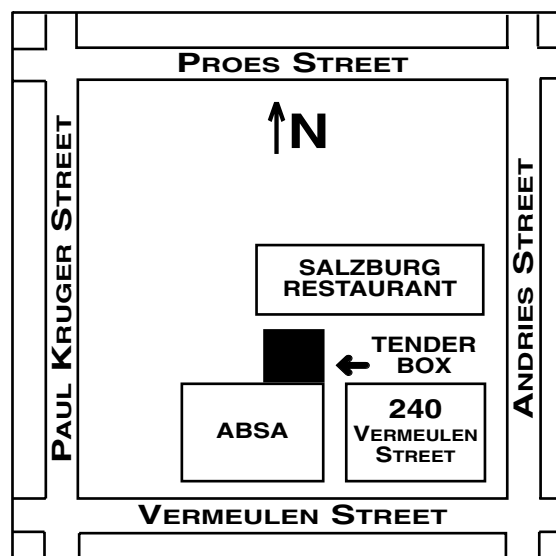 PROES STREET
N
PAUL KRUGER STREET
ANDRIES STREET
SALZBURG
RESTAURANT
TENDER
BOX
ABSA
240
VERMEULEN
STREET
VERMEULEN STREET